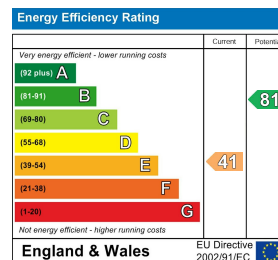 Energy Efficiency Rating
Current
Potentia
Very energy efficient - lower running costs
(92 plus) A
(81-91) B
(69-80) C
(55-68) D
(39-54) E
(21-38) F
(1-20) G
41
81
Not energy efficient - higher running costs
England & Wales
EU Directive
2002/91/EC